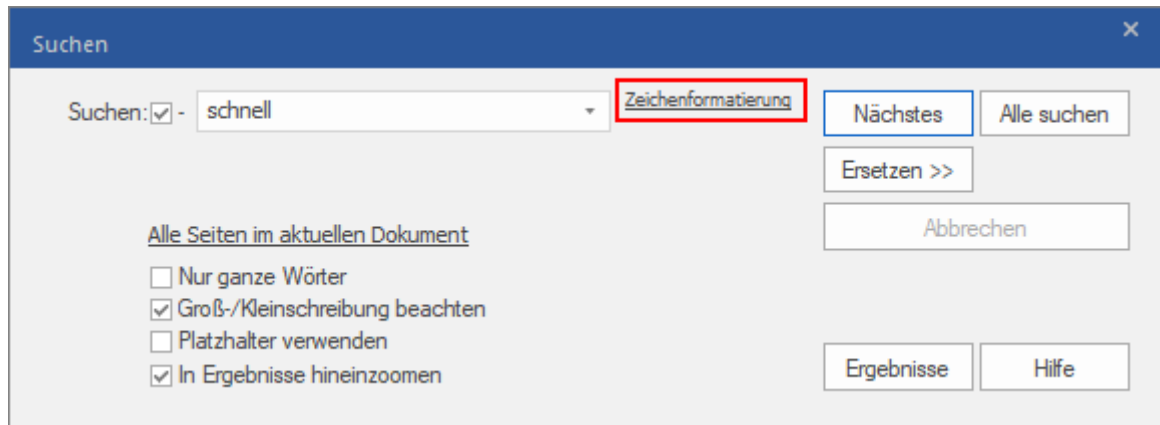 Suchen
Suchen: - schnell Zeichenformatierung Nächstes Alle suchen
Ersetzen >>
Abbrechen
Alle Seiten im aktuellen Dokument
Nur ganze Wörter
Groß-/Kleinschreibung beachten
Platzhalter verwenden
In Ergebnisse hineinzoomen
Ergebnisse Hilfe